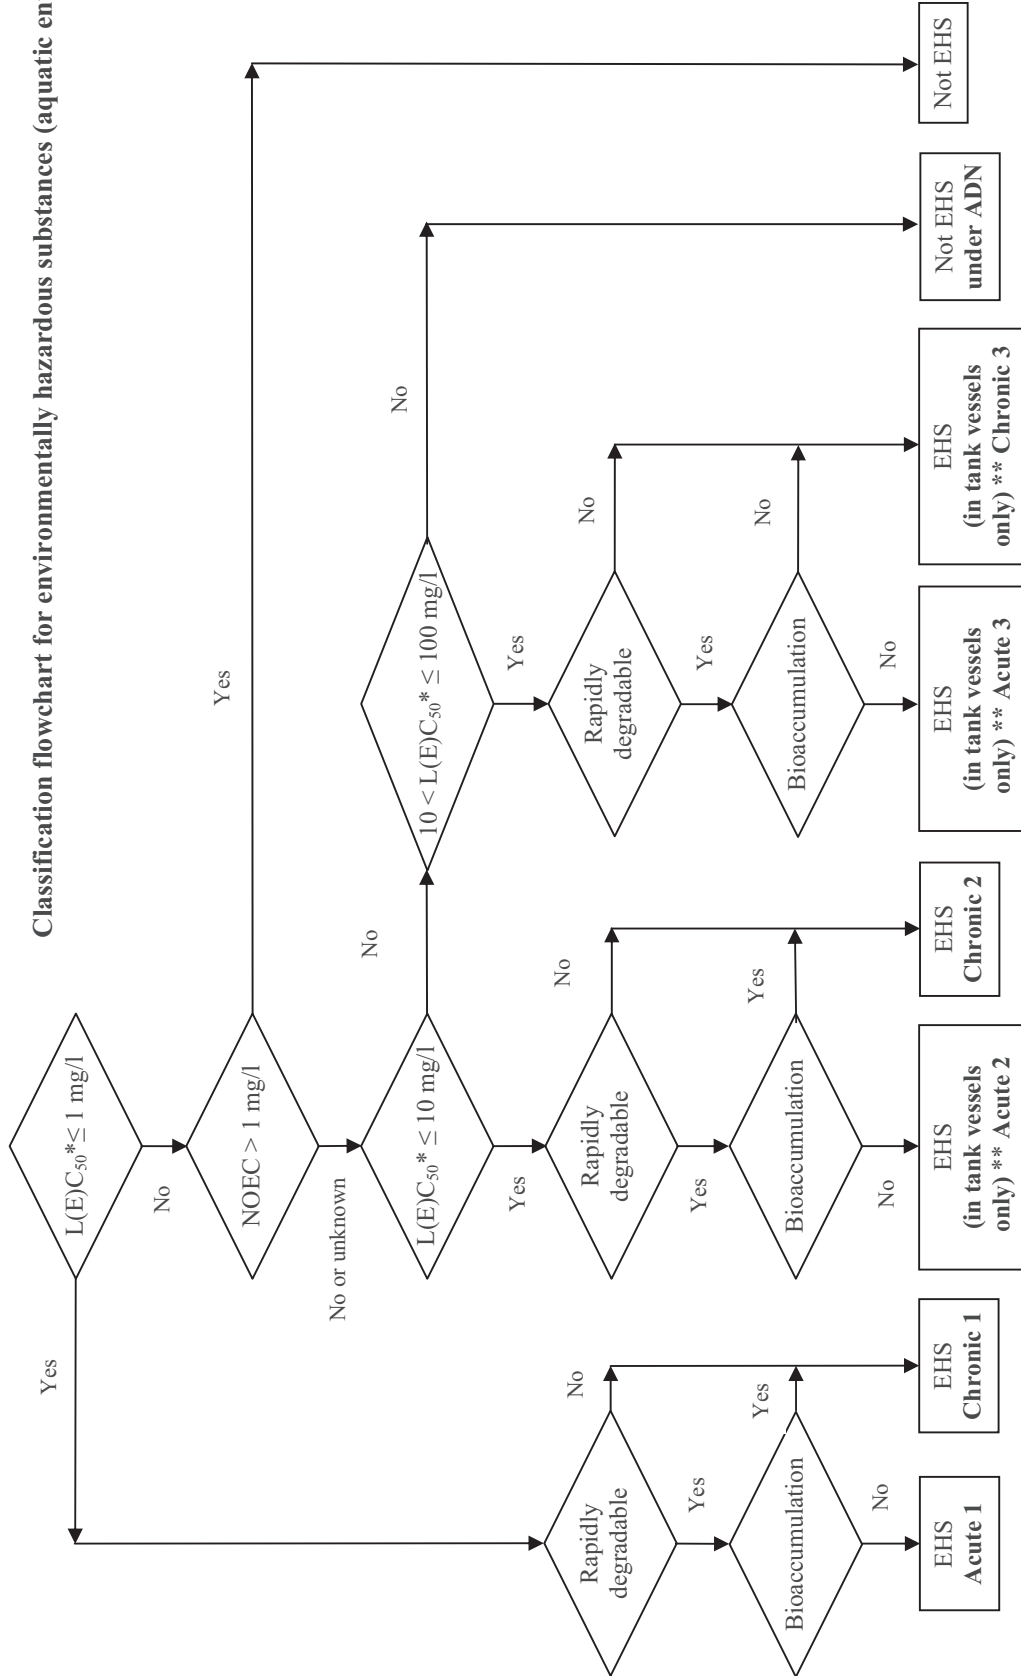 Classification flowchart for environmentally hazardous substances (aquatic
L(E)C₅₀*≤ 1 mg/l
Yes
No
NOEC > 1 mg/l
Yes
No or unknown
L(E)C₅₀* ≤ 10 mg/l
No
10 < L(E)C₅₀* ≤ 100 mg/l
No
Yes
Yes
Rapidly
degradable
No
Rapidly
degradable
No
Rapidly
degradable
No
Yes
Yes
Yes
Bioaccumulation
Yes
Bioaccumulation
Yes
Bioaccumulation
No
No
No
No
EHS
Acute 1
EHS
Chronic 1
EHS
(in tank vessels
only) ** Acute 2
EHS
Chronic 2
EHS
(in tank vessels
only) ** Acute 3
EHS
(in tank vessels
only) ** Chronic 3
Not EHS
under ADN
Not EHS